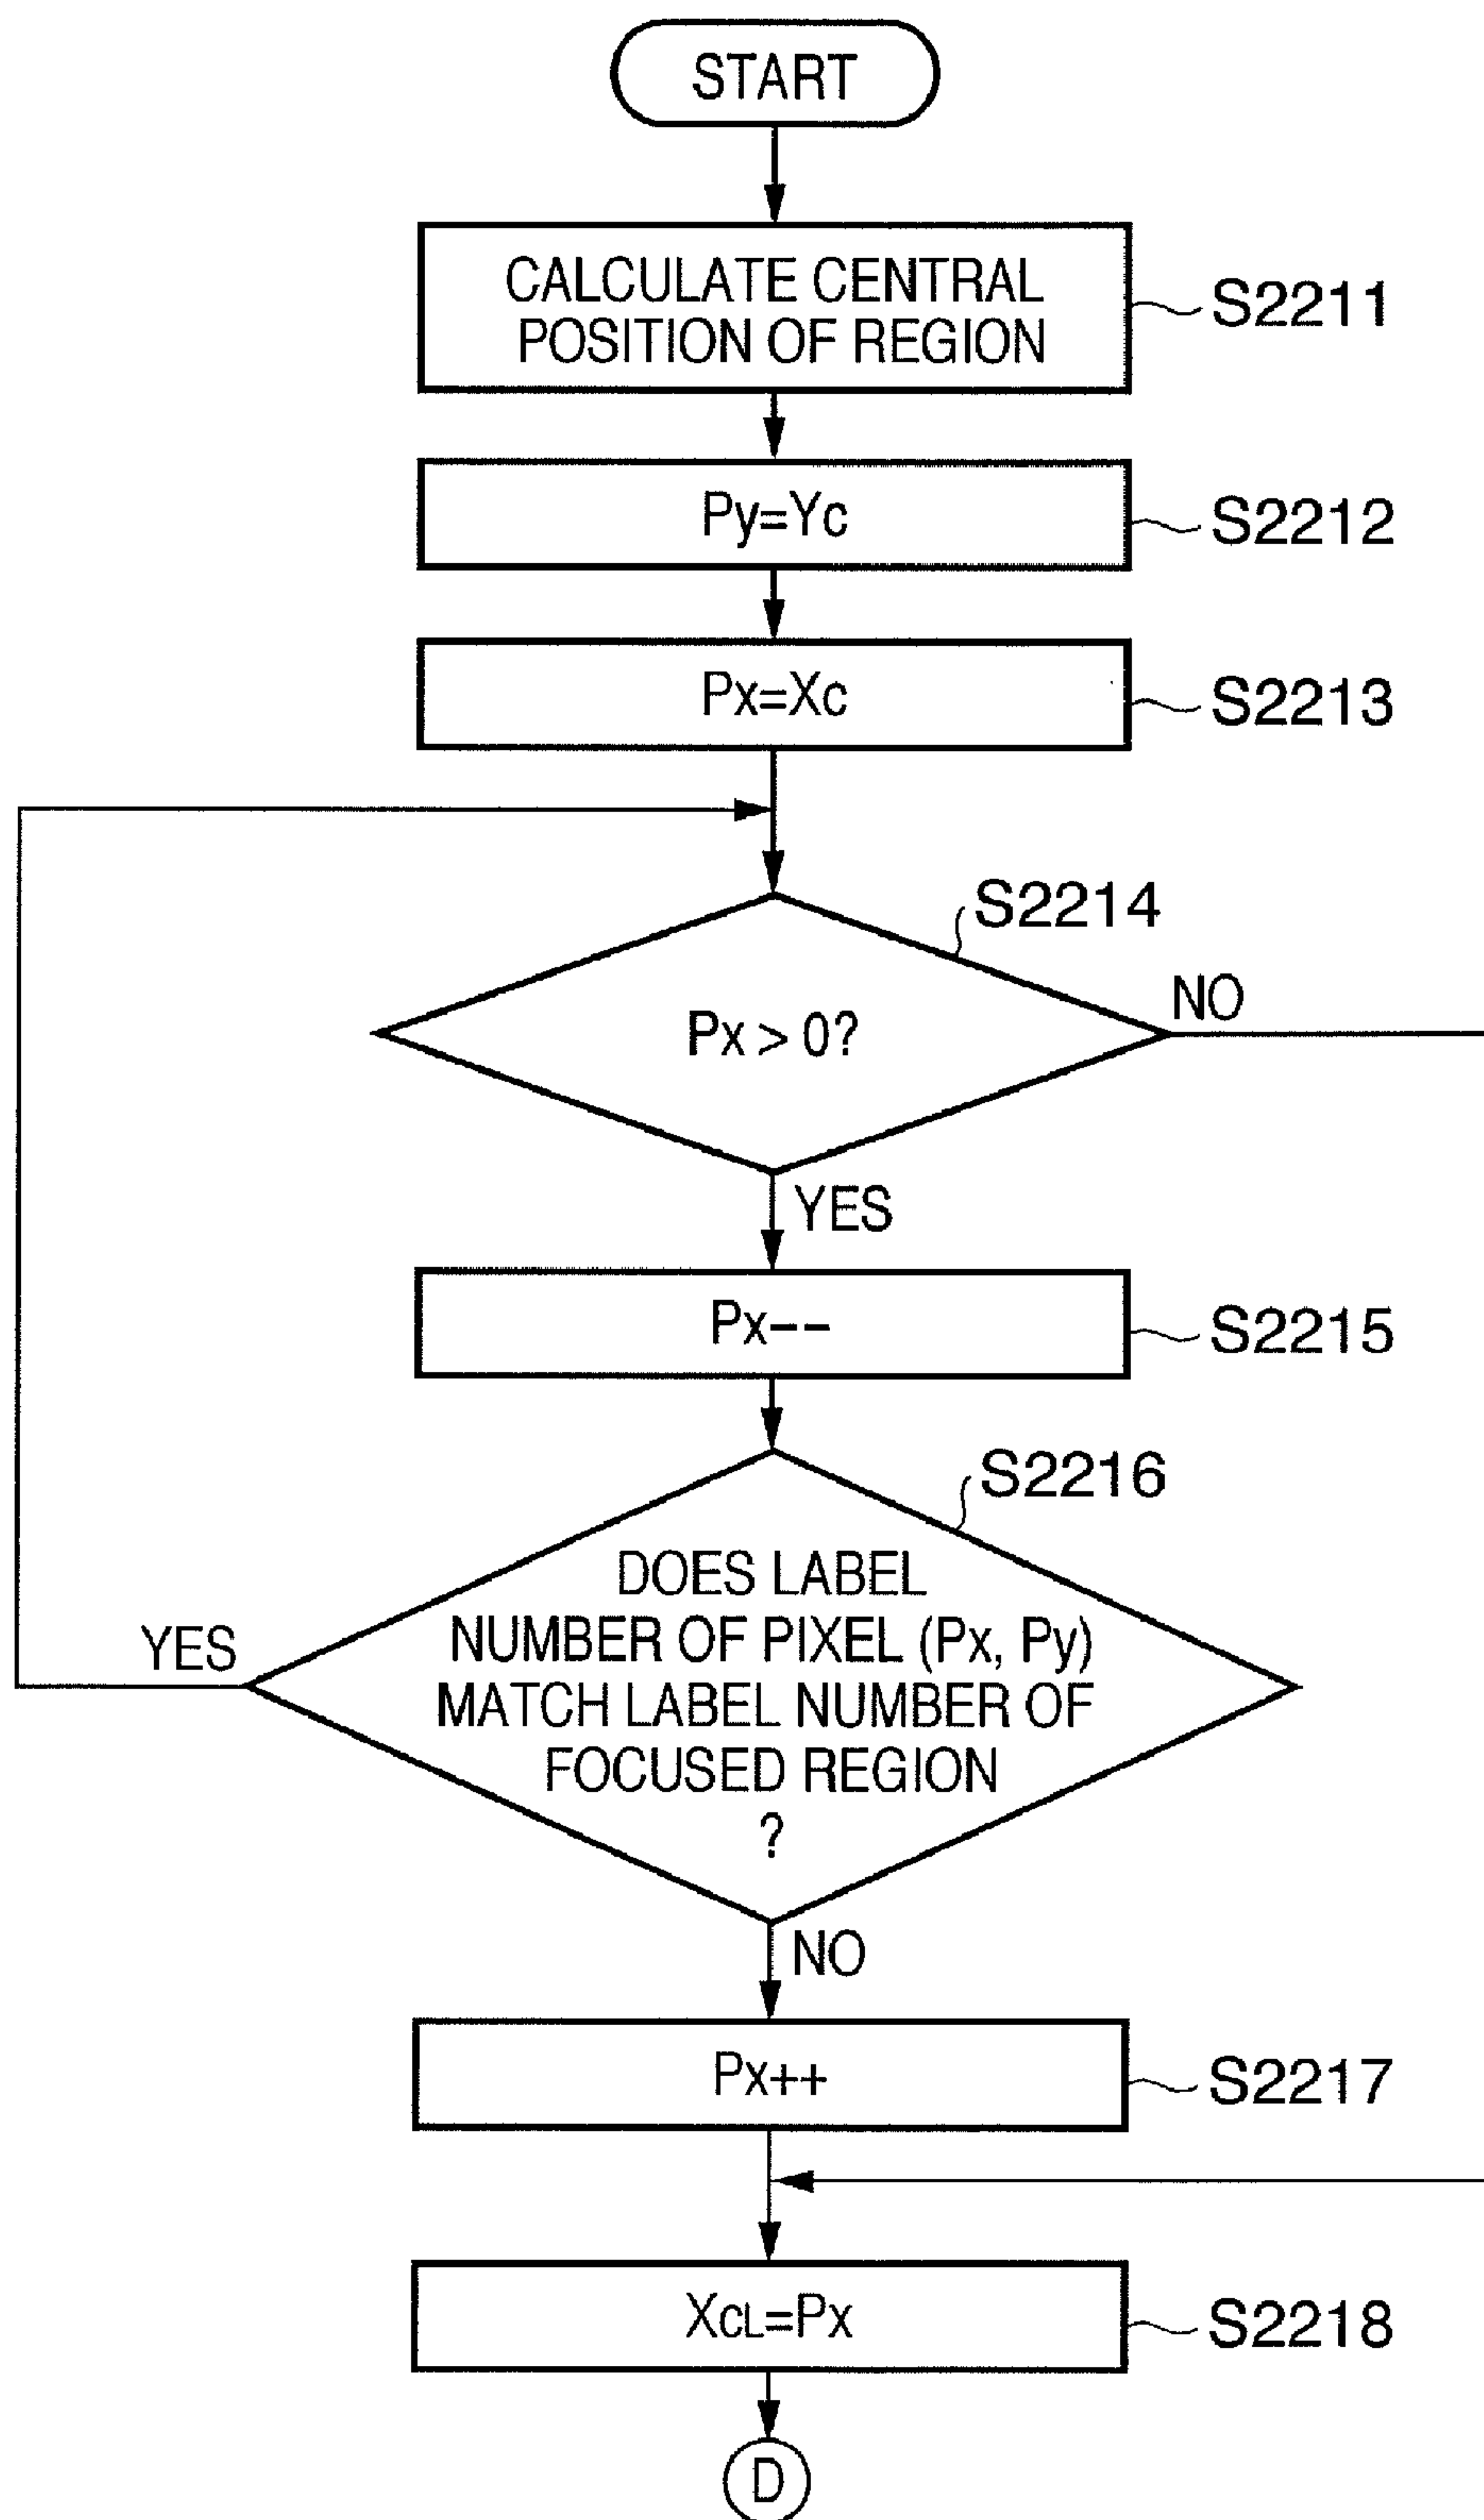 START
CALCULATE CENTRAL
POSITION OF REGION
S2211
Py=Yc
S2212
Px=Xc
S2213
S2214
Px > 0?
NO
YES
Px--
S2215
S2216
DOES LABEL
NUMBER OF PIXEL (Px, Py)
MATCH LABEL NUMBER OF
FOCUSED REGION
?
YES
NO
Px++
S2217
XCL=Px
S2218
D